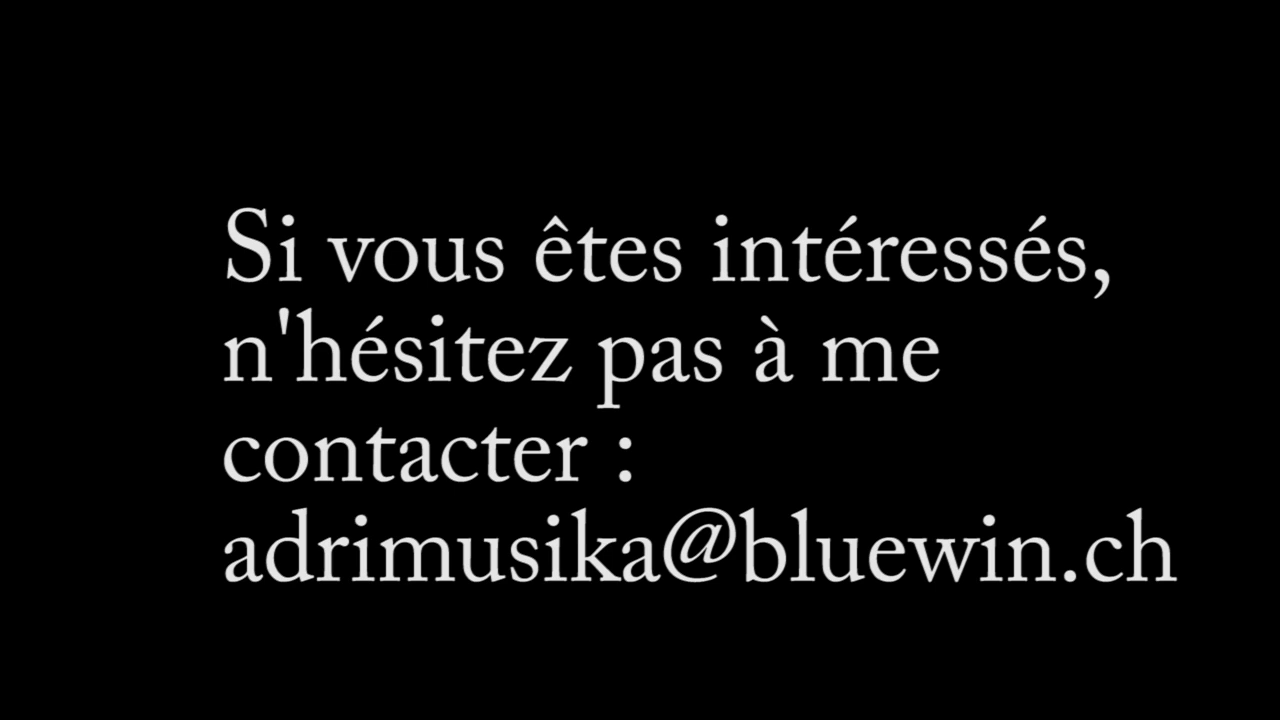 Si vous êtes intéressés,
n'hésitez pas à me
contacter :
adrimusika@bluewin.ch